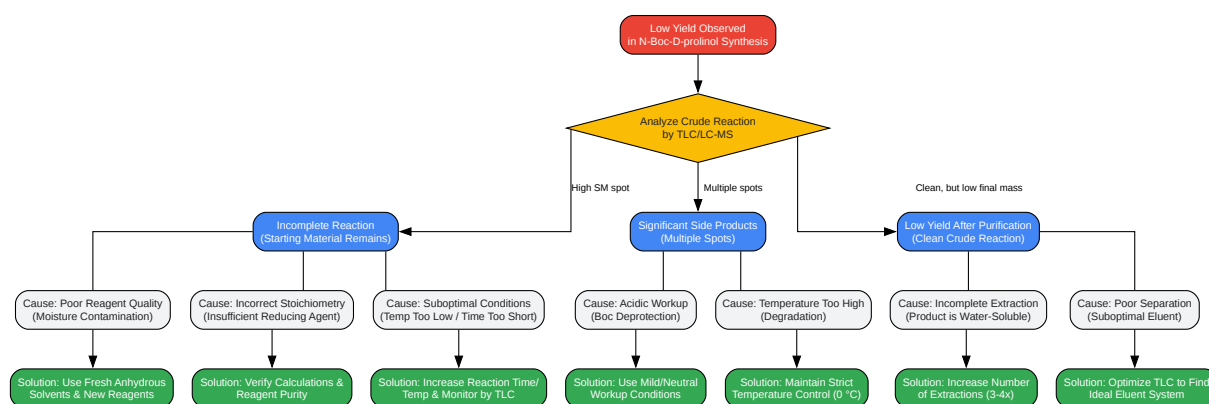 Low Yield Observed
in N-Boc-D-prolinol Synthesis
Analyze Crude Reaction
by TLC/LC-MS
High SM spot
Multiple spots
Clean, but low final mass
Incomplete Reaction
(Starting Material Remains)
Significant Side Products
(Multiple Spots)
Low Yield After Purification
(Clean Crude Reaction)
Cause: Poor Reagent Quality
(Moisture Contamination)
Cause: Incorrect Stoichiometry
(Insufficient Reducing Agent)
Cause: Suboptimal Conditions
(Temp Too Low / Time Too Short)
Cause: Acidic Workup
(Boc Deprotection)
Cause: Temperature Too High
(Degradation)
Cause: Incomplete Extraction
(Product is Water-Soluble)
Cause: Poor Separation
(Suboptimal Eluent)
Solution: Use Fresh Anhydrous
Solvents & New Reagents
Solution: Verify Calculations &
Reagent Purity
Solution: Increase Reaction Time/
Temp & Monitor by TLC
Solution: Use Mild/Neutral
Workup Conditions
Solution: Maintain Strict
Temperature Control (0 °C)
Solution: Increase Number
of Extractions (3-4x)
Solution: Optimize TLC to Find
Ideal Eluent System